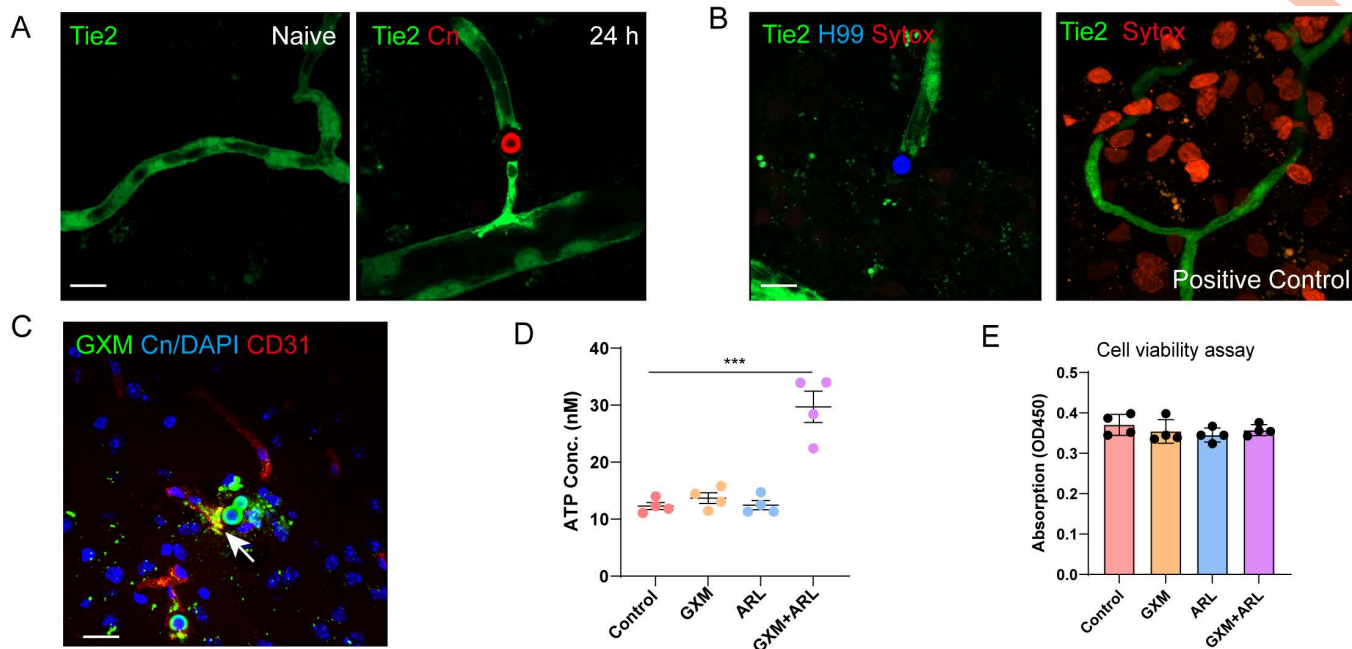 A
Tie2 Naive
Tie2 Cn 24 h
B
Tie2 H99 Sytox
Tie2 Sytox
Positive Control
C
GXM Cn/DAPI CD31
D
ATP Conc. (nM)
40
30
20
10
0
***
Control
GXM
ARL
GXM+ARL
E
Cell viability assay
Absorption (OD450)
0.5
0.4
0.3
0.2
0.1
0.0
Control
GXM
ARL
GXM+ARL